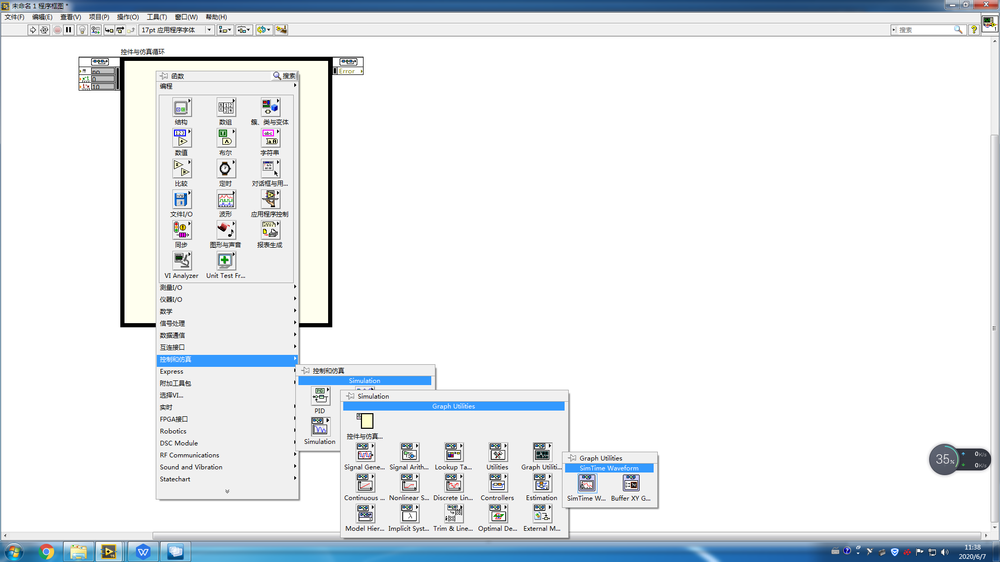 未命名 1 程序框图 *
文件(F) 编辑(E) 查看(V) 项目(P) 操作(O) 工具(T) 窗口(W) 帮助(H)
17pt 应用程序字体
搜索
控件与仿真循环
no
0
10
Error
函数 搜索
编程
结构 数组 簇、类与变体
数值 布尔 字符串
比较 定时 对话框与用...
文件I/O 波形 应用程序控制
同步 图形与声音 报表生成
VI Analyzer Unit Test Fr...
测量I/O
仪器I/O
数学
信号处理
数据通信
互连接口
控制和仿真
Express
附加工具包
选择VI...
实时
FPGA接口
Robotics
DSC Module
RF Communications
Sound and Vibration
Statechart
控制和仿真
Simulation
PID
Simulation
Simulation
Graph Utilities
控件与仿真...
Signal Gene... Signal Arith... Lookup Ta... Utilities Graph Utiliti...
Continuous ... Nonlinear S... Discrete Lin... Controllers Estimation
Model Hier... Implicit Syst... Trim & Line... Optimal De... External M...
Graph Utilities
SimTime Waveform
SimTime W... Buffer XY G...
35%
0K/s
0K/s
11:38
2020/6/7